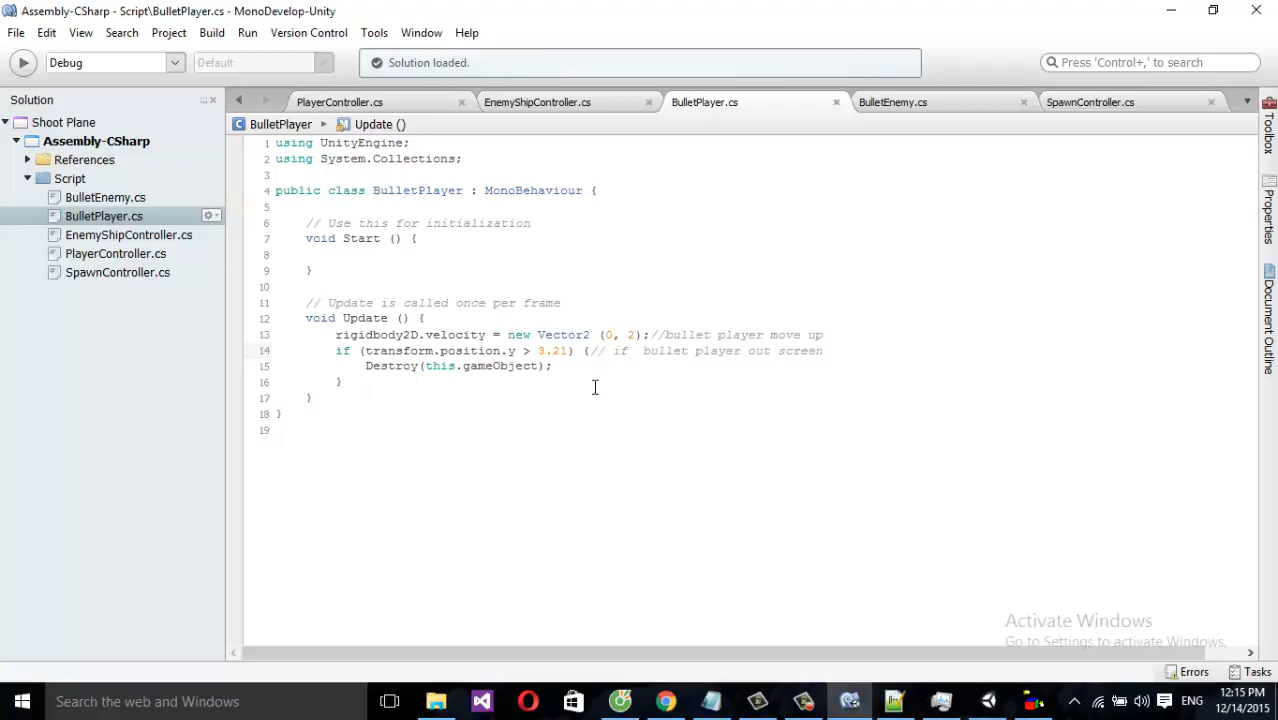 Assembly-CSharp - Script\BulletPlayer.cs - MonoDevelop-Unity
File Edit View Search Project Build Run Version Control Tools Window Help
Debug Default Solution loaded. Press 'Control+,' to search
Solution
PlayerController.cs EnemyShipController.cs BulletPlayer.cs BulletEnemy.cs SpawnController.cs
BulletPlayer Update ()
Shoot Plane
Assembly-CSharp
References
Script
BulletEnemy.cs
BulletPlayer.cs
EnemyShipController.cs
PlayerController.cs
SpawnController.cs
1 using UnityEngine;
2 using System.Collections;
3
4 public class BulletPlayer : MonoBehaviour {
5
6 // Use this for initialization
7 void Start () {
8
9 }
10
11 // Update is called once per frame
12 void Update () {
13 rigidbody2D.velocity = new Vector2 (0, 2);//bullet player move up
14 if (transform.position.y > 3.21) {// if  bullet player out screen
15 Destroy(this.gameObject);
16 }
17 }
18 }
19
Toolbox
Properties
Document Outline
Activate Windows
Go to Settings to activate Windows.
Errors Tasks
Search the web and Windows
ENG
12:15 PM
12/14/2015